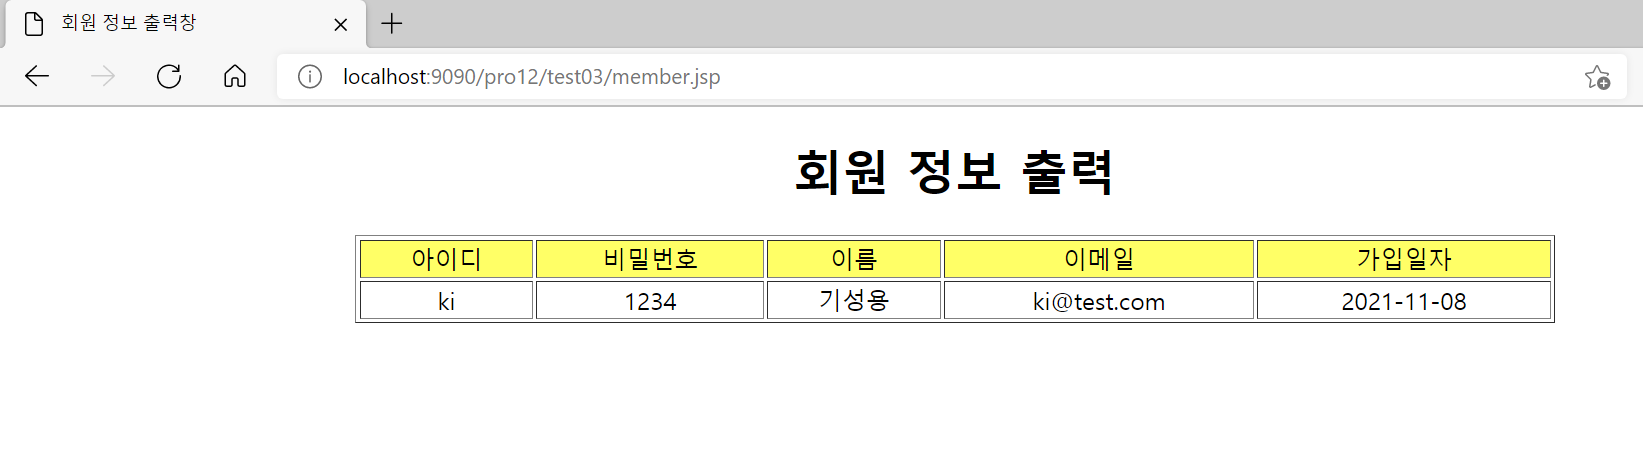 회원 정보 출력창
localhost:9090/pro12/test03/member.jsp
회원 정보 출력
아이디 비밀번호 이름 이메일 가입일자
ki 1234 기성용 ki@test.com 2021-11-08